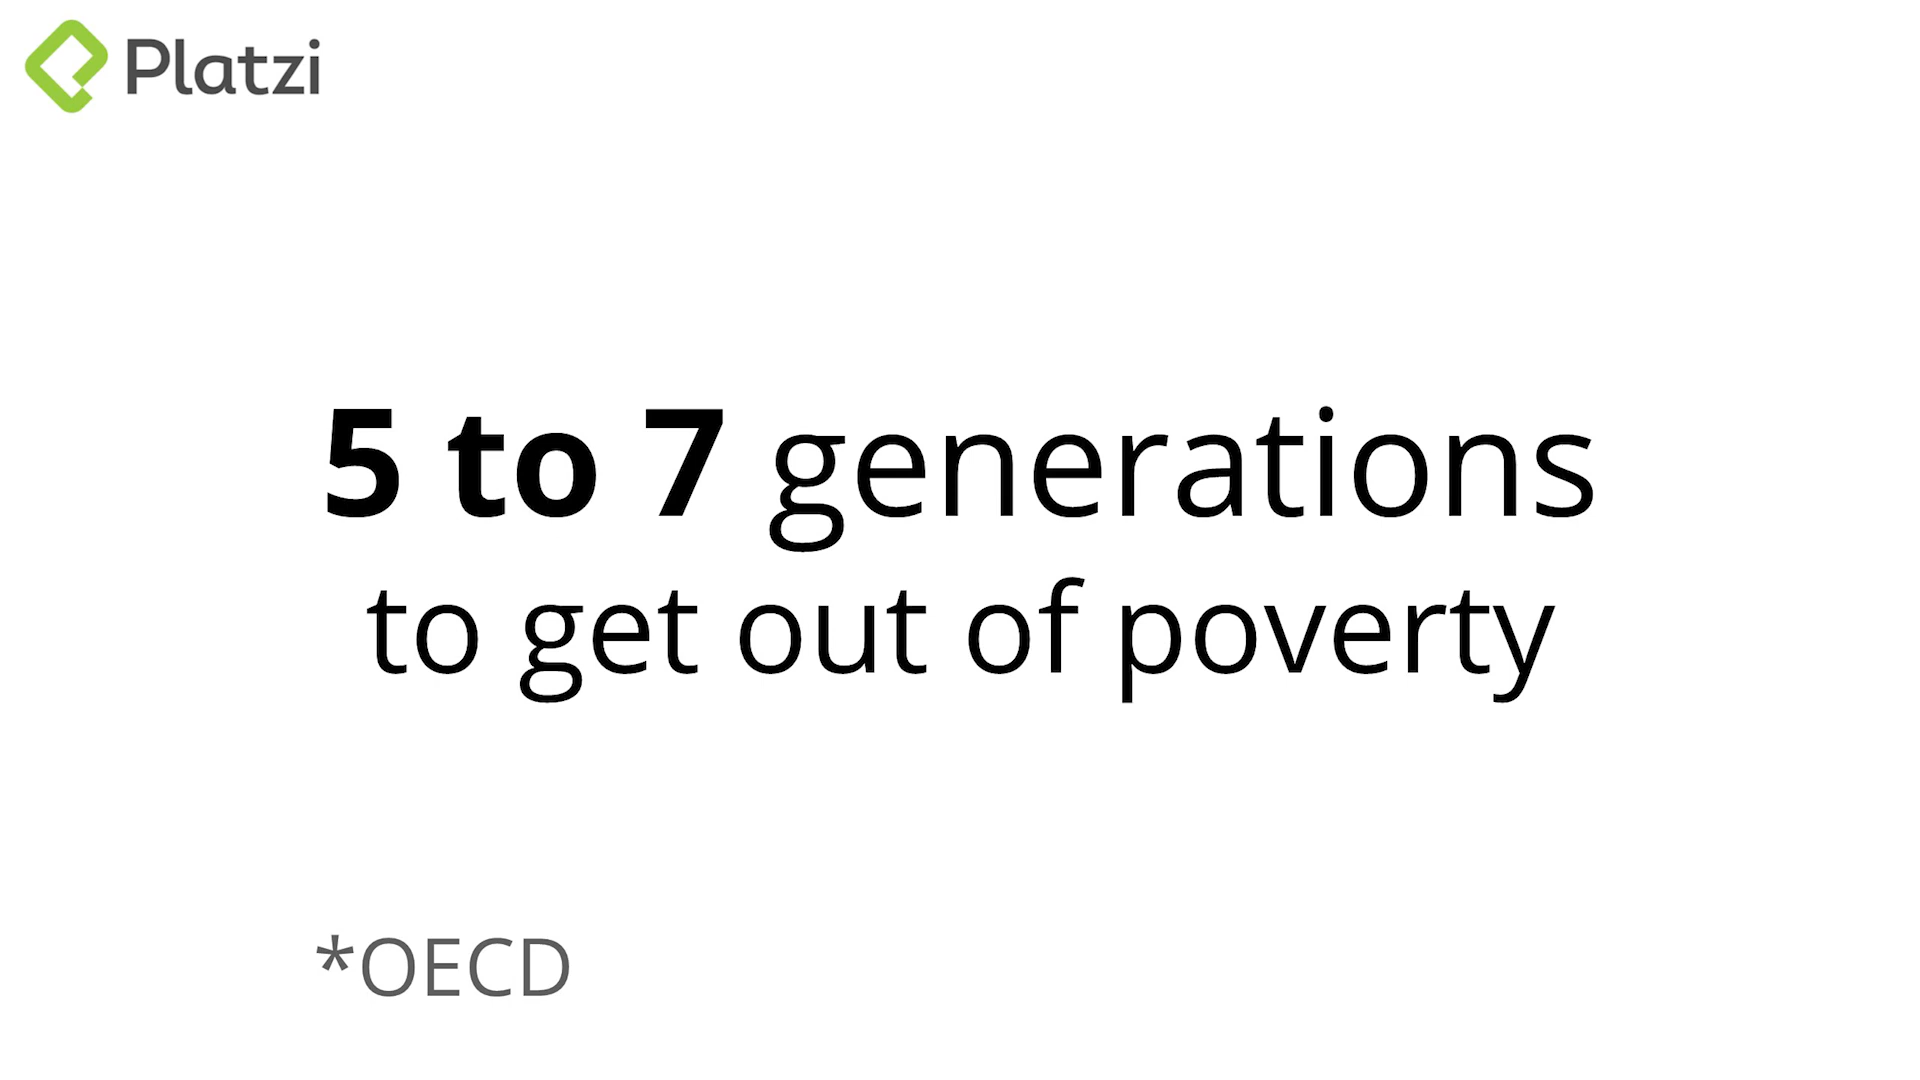 Platzi
5 to 7 generations
to get out of poverty
*OECD